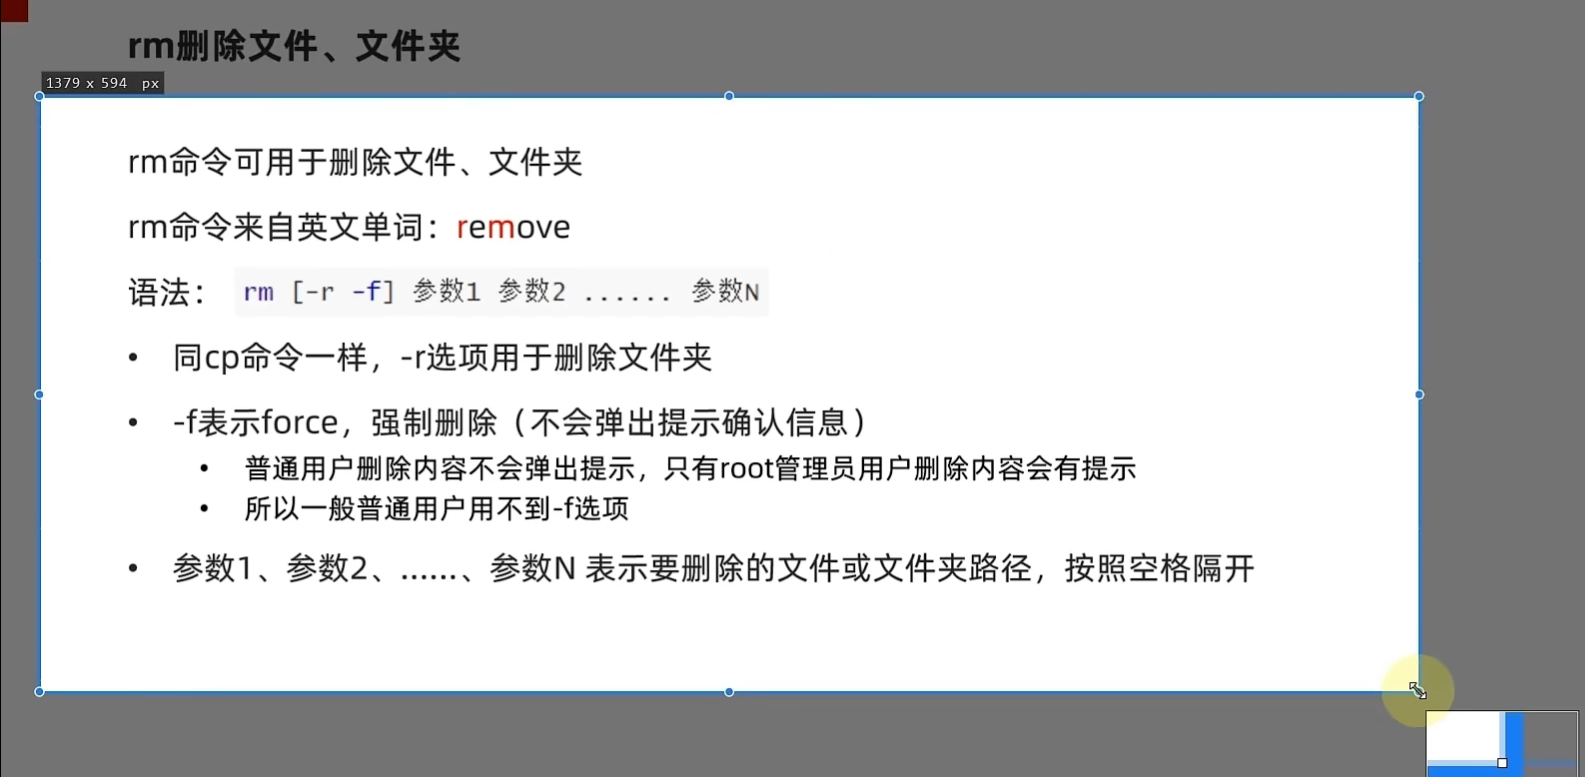 rm删除文件、文件夹
1379 x 594 px
rm命令可用于删除文件、文件夹
rm命令来自英文单词：remove
语法： rm [-r -f] 参数1 参数2 ...... 参数N
• 同cp命令一样，-r选项用于删除文件夹
• -f表示force，强制删除（不会弹出提示确认信息）
• 普通用户删除内容不会弹出提示，只有root管理员用户删除内容会有提示
• 所以一般普通用户用不到-f选项
• 参数1、参数2、......、参数N 表示要删除的文件或文件夹路径，按照空格隔开